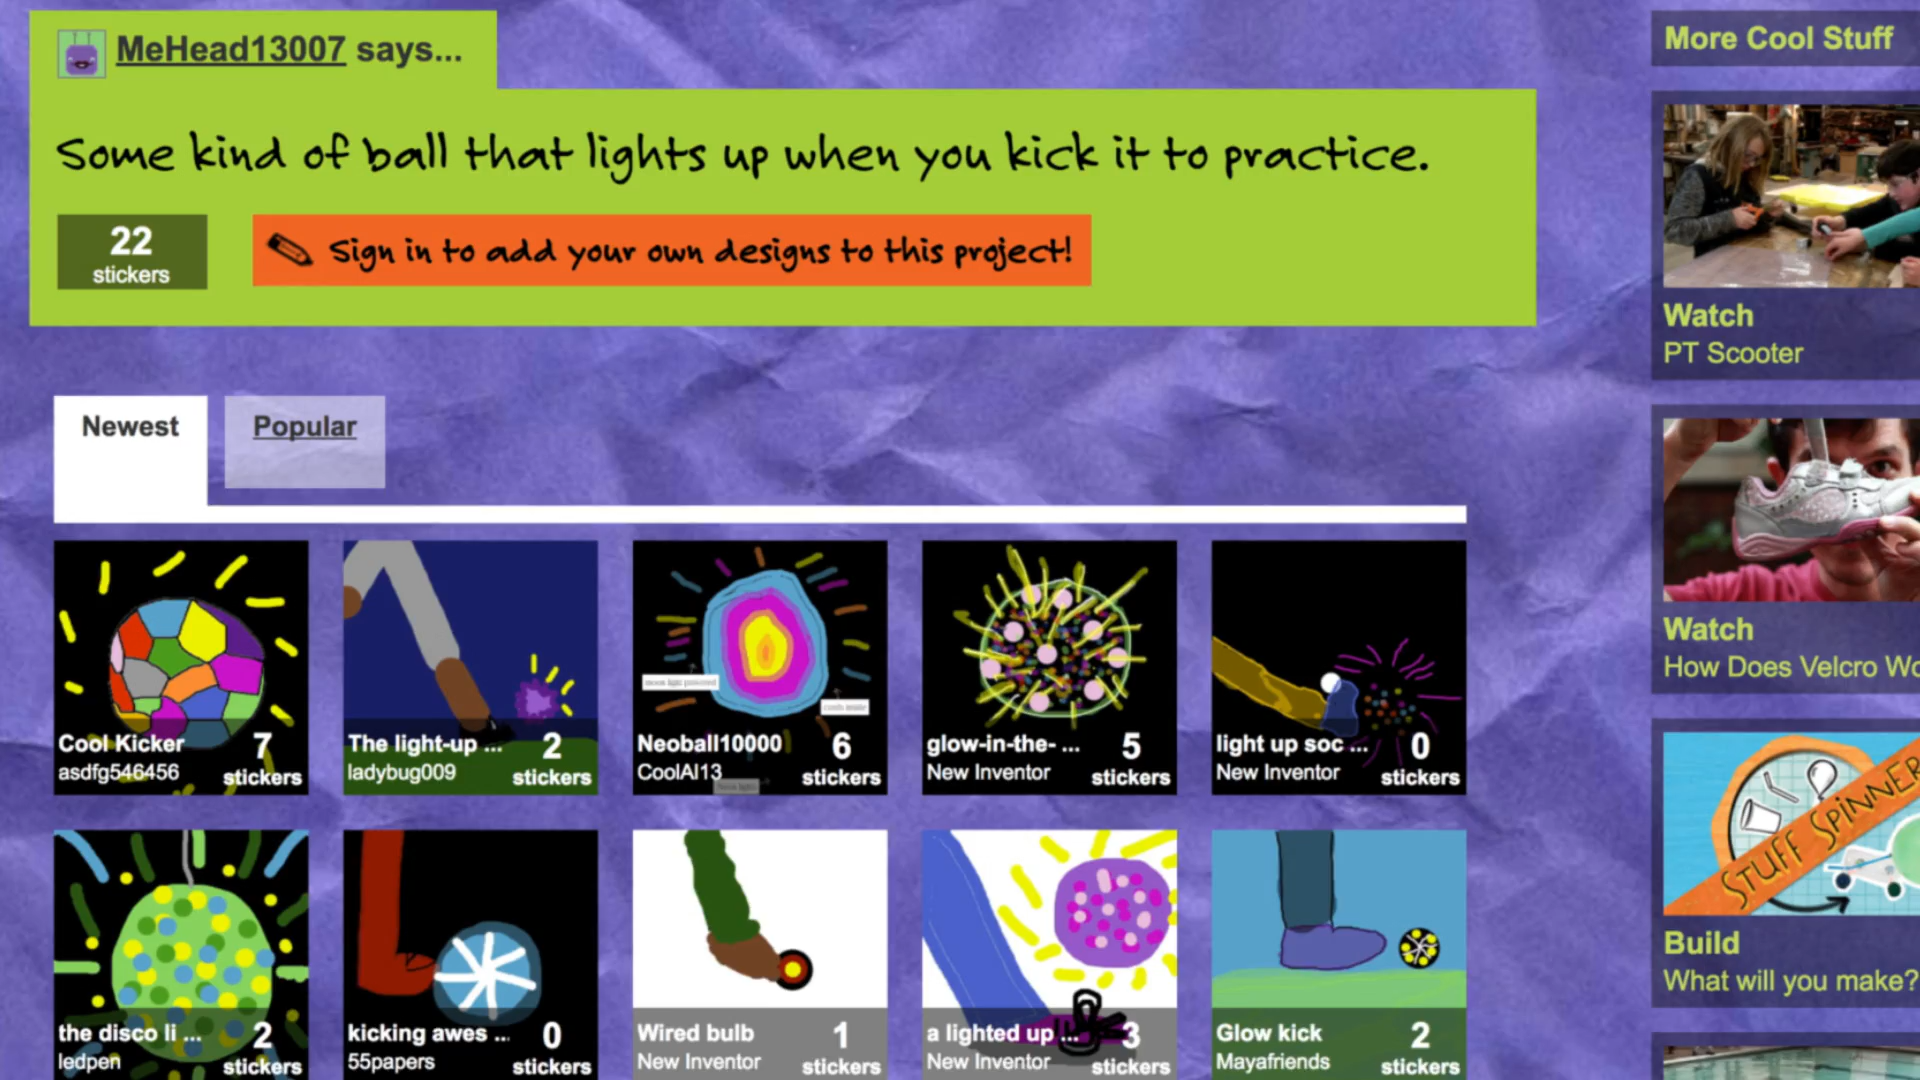 MeHead13007 says...
Some kind of ball that lights up when you kick it to practice.
22
stickers
Sign in to add your own designs to this project!
Newest
Popular
Cool Kicker
asdfg546456
7
stickers
The light-up ...
ladybug009
2
stickers
Neoball10000
CoolAl13
6
stickers
glow-in-the- ...
New Inventor
5
stickers
light up soc ...
New Inventor
0
stickers
the disco li ...
ledpen
2
stickers
kicking awes ...
55papers
0
stickers
Wired bulb
New Inventor
1
stickers
a lighted up ...
New Inventor
3
stickers
Glow kick
Mayafriends
2
stickers
More Cool Stuff
Watch
PT Scooter
Watch
How Does Velcro Wo
STUFF SPINNER
Build
What will you make?